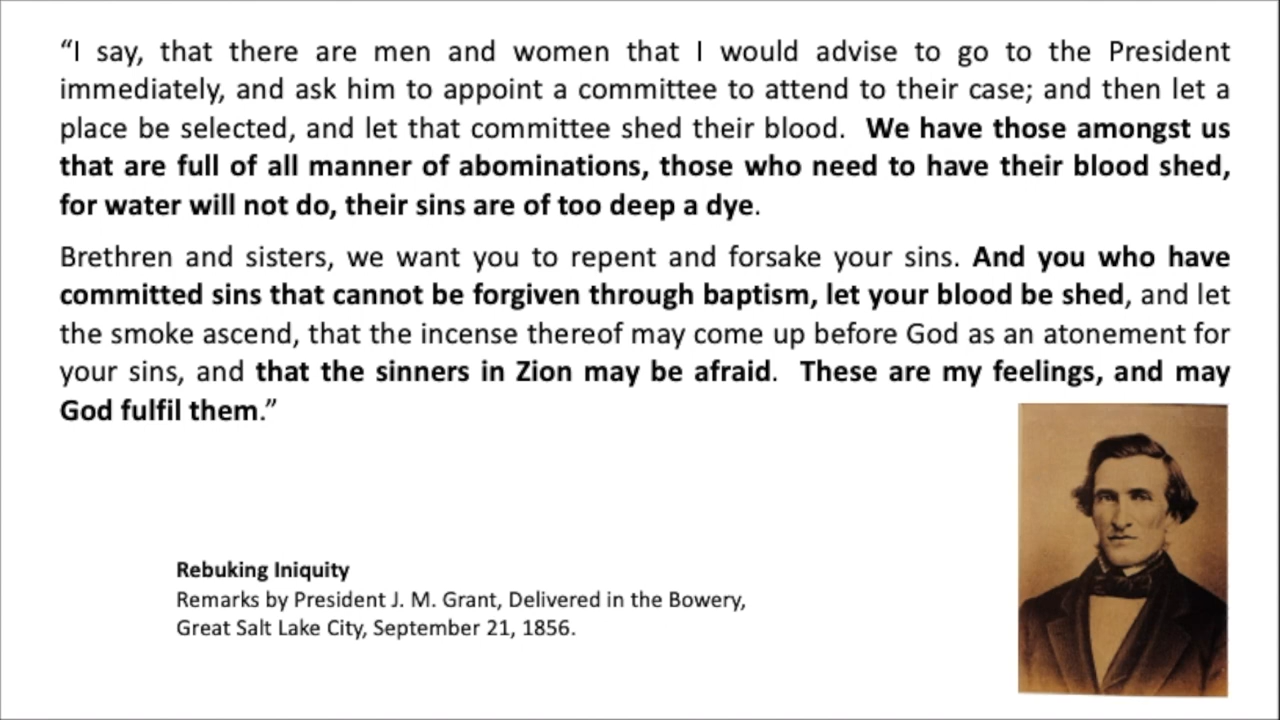 “I say, that there are men and women that I would advise to go to the President
immediately, and ask him to appoint a committee to attend to their case; and then let a
place be selected, and let that committee shed their blood.  We have those amongst us
that are full of all manner of abominations, those who need to have their blood shed,
for water will not do, their sins are of too deep a dye.
Brethren and sisters, we want you to repent and forsake your sins. And you who have
committed sins that cannot be forgiven through baptism, let your blood be shed, and let
the smoke ascend, that the incense thereof may come up before God as an atonement for
your sins, and that the sinners in Zion may be afraid.  These are my feelings, and may
God fulfil them.”
Rebuking Iniquity
Remarks by President J. M. Grant, Delivered in the Bowery,
Great Salt Lake City, September 21, 1856.